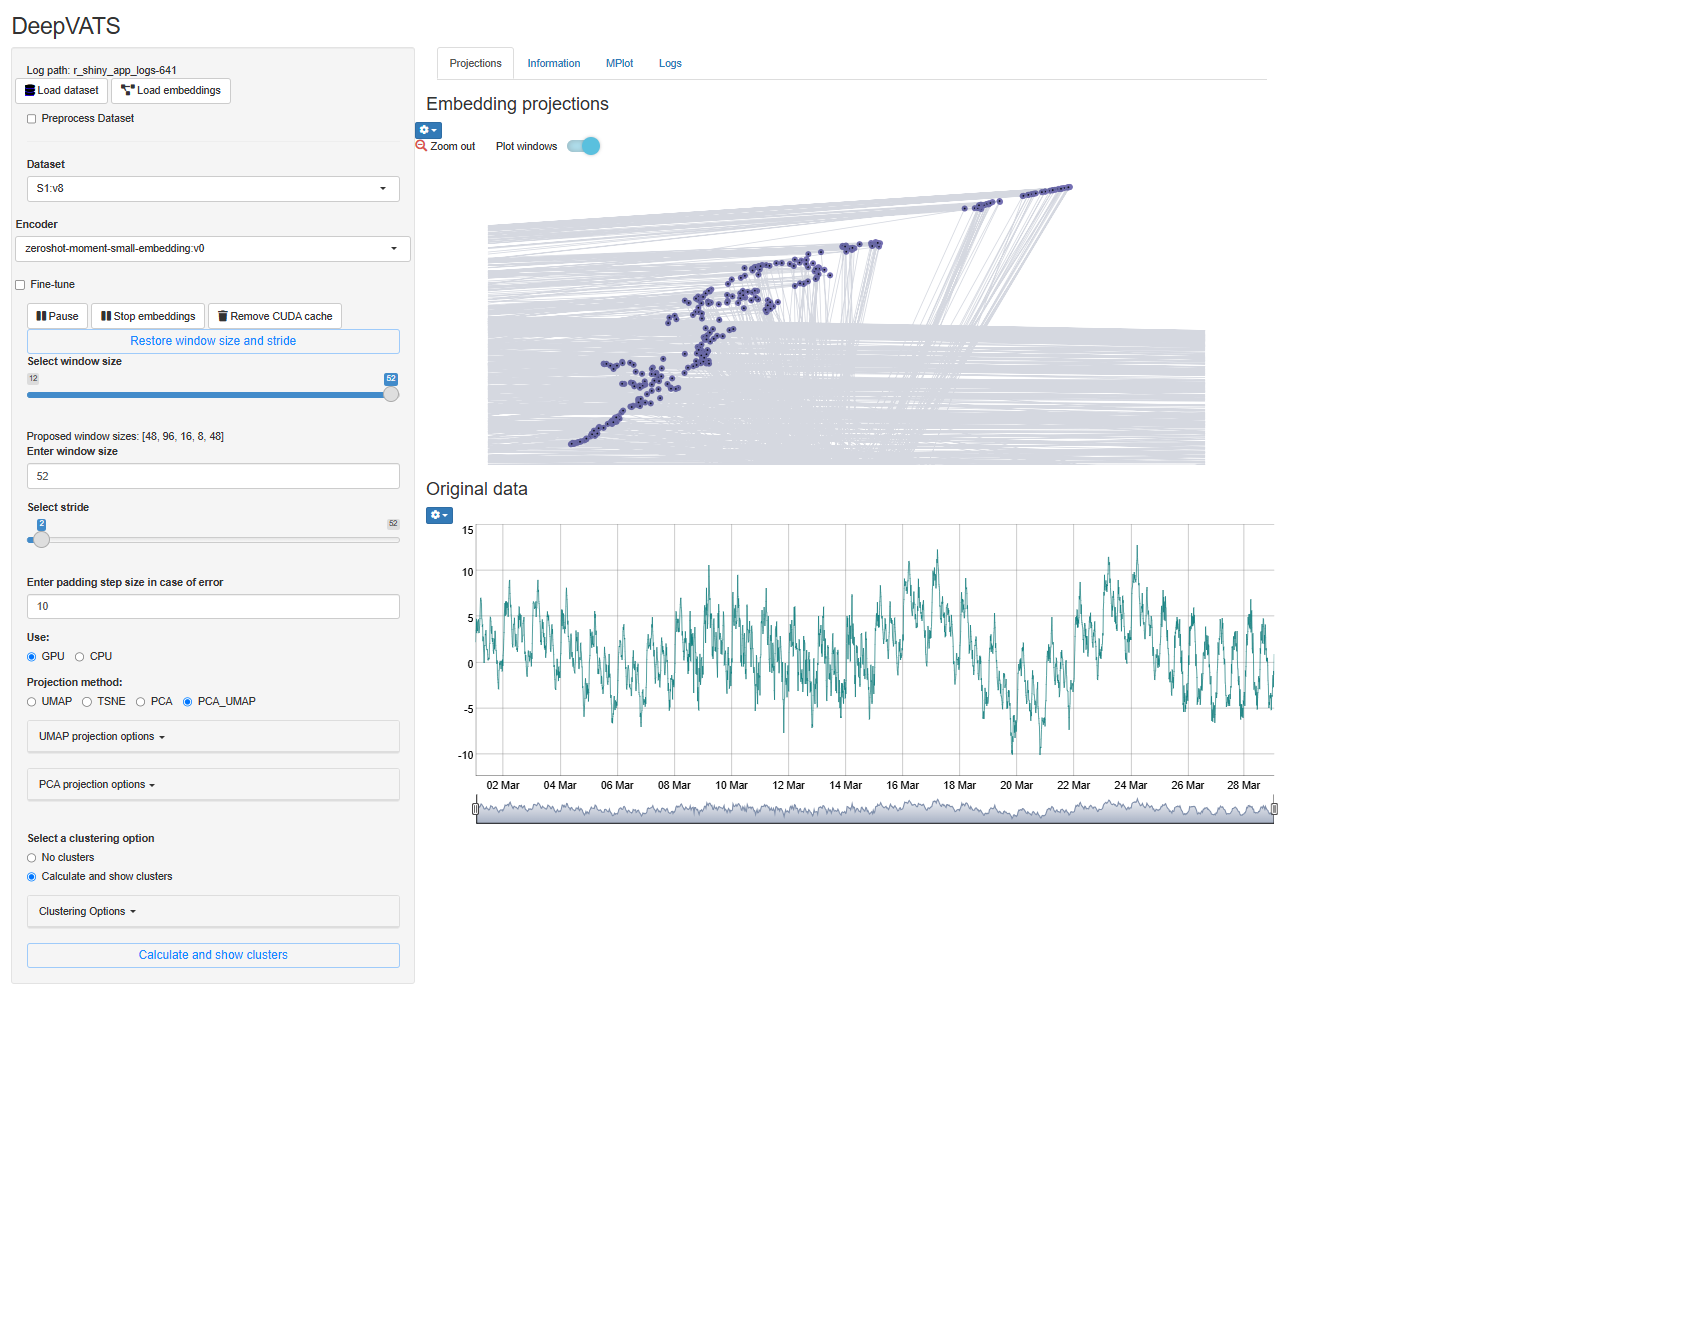 DeepVATS
Log path: r_shiny_app_logs-641
Load dataset
Load embeddings
Preprocess Dataset
Dataset
S1:v8
Encoder
zeroshot-moment-small-embedding:v0
Fine-tune
Pause
Stop embeddings
Remove CUDA cache
Restore window size and stride
Select window size
12
52
Proposed window sizes: [48, 96, 16, 8, 48]
Enter window size
52
Select stride
2
52
Enter padding step size in case of error
10
Use:
GPU CPU
Projection method:
UMAP TSNE PCA PCA_UMAP
UMAP projection options
PCA projection options
Select a clustering option
No clusters
Calculate and show clusters
Clustering Options
Calculate and show clusters
Projections Information MPlot Logs
Embedding projections
Zoom out Plot windows
Original data
15
10
5
0
-5
-10
02 Mar 04 Mar 06 Mar 08 Mar 10 Mar 12 Mar 14 Mar 16 Mar 18 Mar 20 Mar 22 Mar 24 Mar 26 Mar 28 Mar